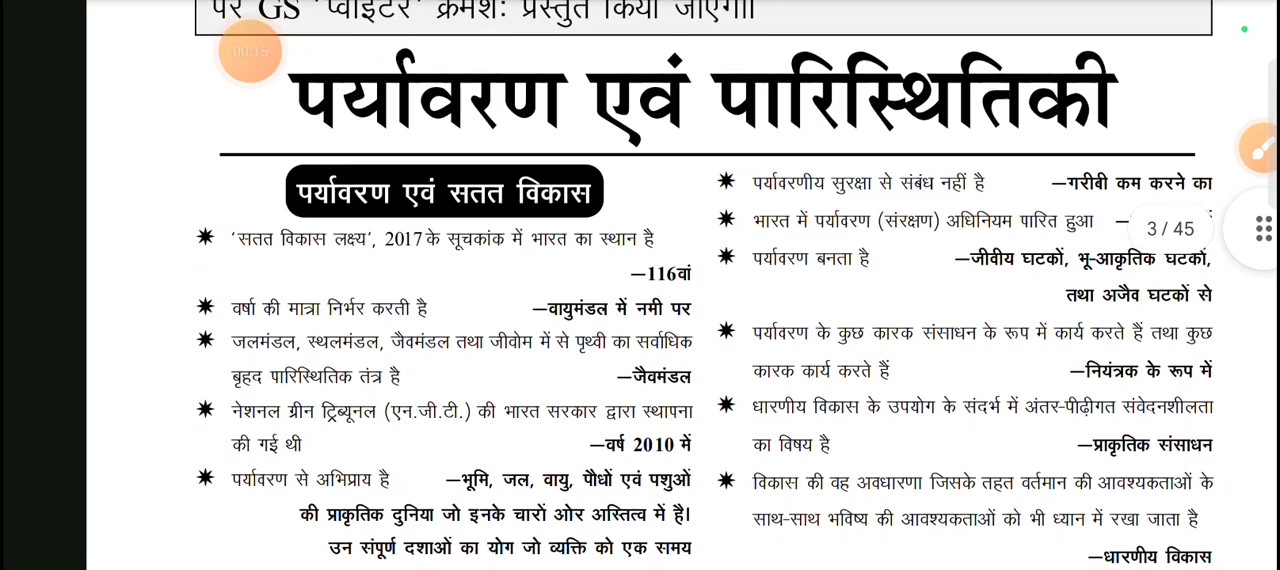 पर GS 'प्वाइंटर' क्रमशः प्रस्तुत किया जाएगा।
00:15
पर्यावरण एवं पारिस्थितिकी
पर्यावरण एवं सतत विकास
✷ 'सतत विकास लक्ष्य', 2017 के सूचकांक में भारत का स्थान है
–116वां
✷ वर्षा की मात्रा निर्भर करती है –वायुमंडल में नमी पर
✷ जलमंडल, स्थलमंडल, जैवमंडल तथा जीवोम में से पृथ्वी का सर्वाधिक
बृहद पारिस्थितिक तंत्र है –जैवमंडल
✷ नेशनल ग्रीन ट्रिब्यूनल (एन.जी.टी.) की भारत सरकार द्वारा स्थापना
की गई थी –वर्ष 2010 में
✷ पर्यावरण से अभिप्राय है –भूमि, जल, वायु, पौधों एवं पशुओं
की प्राकृतिक दुनिया जो इनके चारों ओर अस्तित्व में है।
उन संपूर्ण दशाओं का योग जो व्यक्ति को एक समय
✷ पर्यावरणीय सुरक्षा से संबंध नहीं है –गरीबी कम करने का
✷ भारत में पर्यावरण (संरक्षण) अधिनियम पारित हुआ –
3 / 45
✷ पर्यावरण बनता है –जीवीय घटकों, भू-आकृतिक घटकों,
तथा अजैव घटकों से
✷ पर्यावरण के कुछ कारक संसाधन के रूप में कार्य करते हैं तथा कुछ
कारक कार्य करते हैं –नियंत्रक के रूप में
✷ धारणीय विकास के उपयोग के संदर्भ में अंतर-पीढ़ीगत संवेदनशीलता
का विषय है –प्राकृतिक संसाधन
✷ विकास की वह अवधारणा जिसके तहत वर्तमान की आवश्यकताओं के
साथ-साथ भविष्य की आवश्यकताओं को भी ध्यान में रखा जाता है
–धारणीय विकास